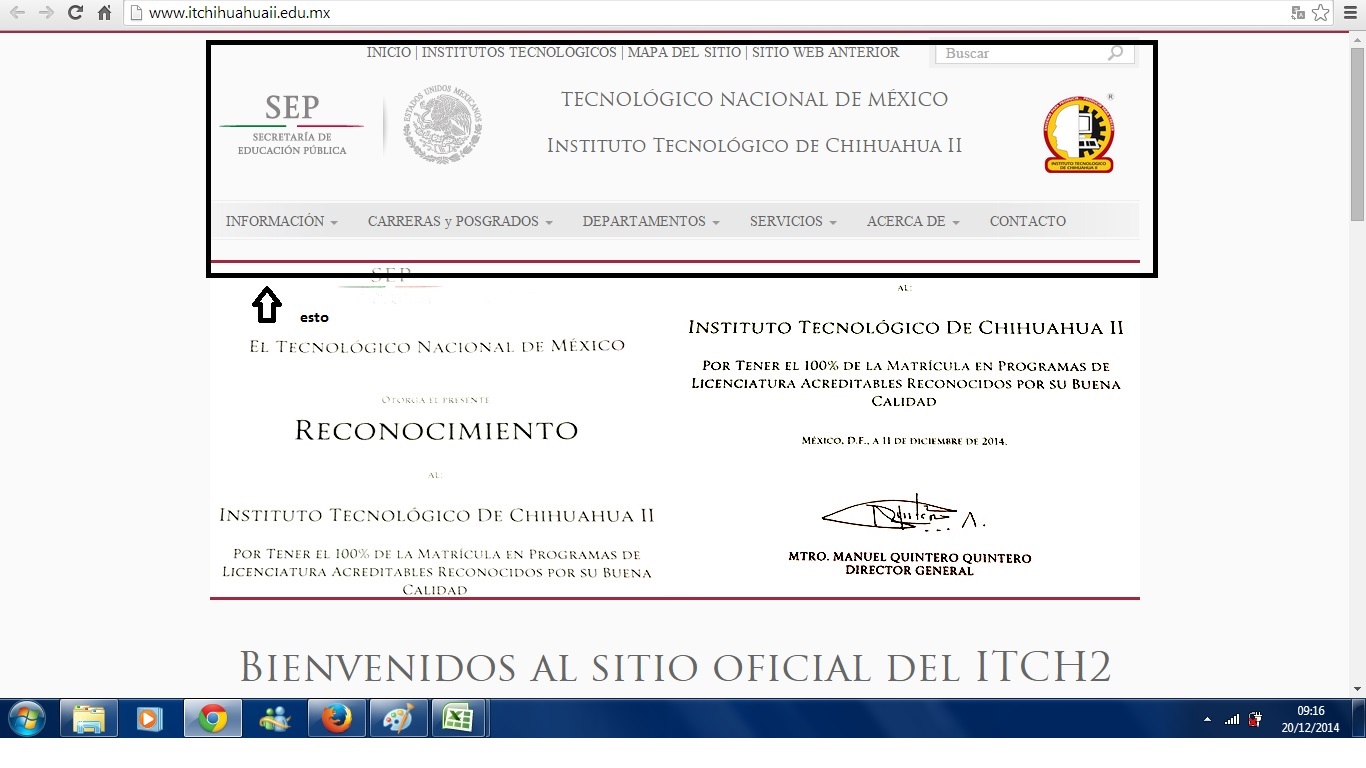 www.itchihuahuaii.edu.mx
INICIO | INSTITUTOS TECNOLOGICOS | MAPA DEL SITIO | SITIO WEB ANTERIOR
Buscar
SEP
SECRETARÍA DE
EDUCACIÓN PÚBLICA
ESTADOS UNIDOS MEXICANOS
TECNOLÓGICO NACIONAL DE MÉXICO
INSTITUTO TECNOLÓGICO DE CHIHUAHUA II
®
INSTITUTO TECNOLOGICO
DE CHIHUAHUA II
INFORMACIÓN
CARRERAS y POSGRADOS
DEPARTAMENTOS
SERVICIOS
ACERCA DE
CONTACTO
esto
SEP
EL TECNOLÓGICO NACIONAL DE MÉXICO
OTORGA EL PRESENTE
RECONOCIMIENTO
AL:
INSTITUTO TECNOLÓGICO DE CHIHUAHUA II
POR TENER EL 100% DE LA MATRÍCULA EN PROGRAMAS DE
LICENCIATURA ACREDITABLES RECONOCIDOS POR SU BUENA
CALIDAD
AL:
INSTITUTO TECNOLÓGICO DE CHIHUAHUA II
POR TENER EL 100% DE LA MATRÍCULA EN PROGRAMAS DE
LICENCIATURA ACREDITABLES RECONOCIDOS POR SU BUENA
CALIDAD
MÉXICO, D.F., A 11 DE DICIEMBRE DE 2014.
MTRO. MANUEL QUINTERO QUINTERO
DIRECTOR GENERAL
BIENVENIDOS AL SITIO OFICIAL DEL ITCH2
09:16
20/12/2014